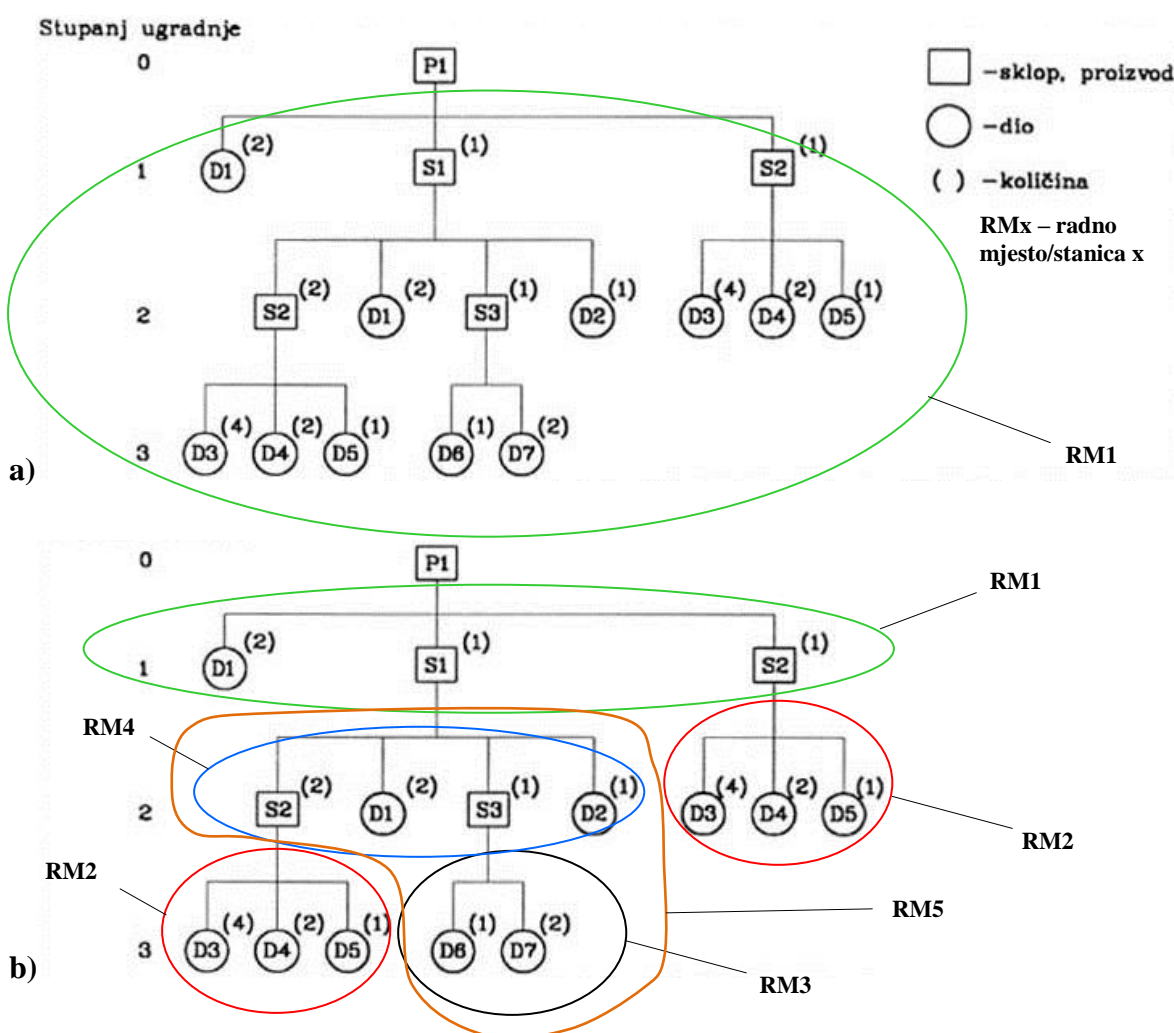 Stupanj ugradnje
0
P1
–sklop, proizvod
–dio
( ) –količina
RMx – radno
mjesto/stanica x
1
D1 (2)
S1 (1)
S2 (1)
2
S2 (2)
D1 (2)
S3 (1)
D2 (1)
D3 (4)
D4 (2)
D5 (1)
3
D3 (4)
D4 (2)
D5 (1)
D6 (1)
D7 (2)
RM1
a)
0
P1
RM1
1
D1 (2)
S1 (1)
S2 (1)
RM4
2
S2 (2)
D1 (2)
S3 (1)
D2 (1)
D3 (4)
D4 (2)
D5 (1)
RM2
RM2
RM5
3
D3 (4)
D4 (2)
D5 (1)
D6 (1)
D7 (2)
RM3
b)